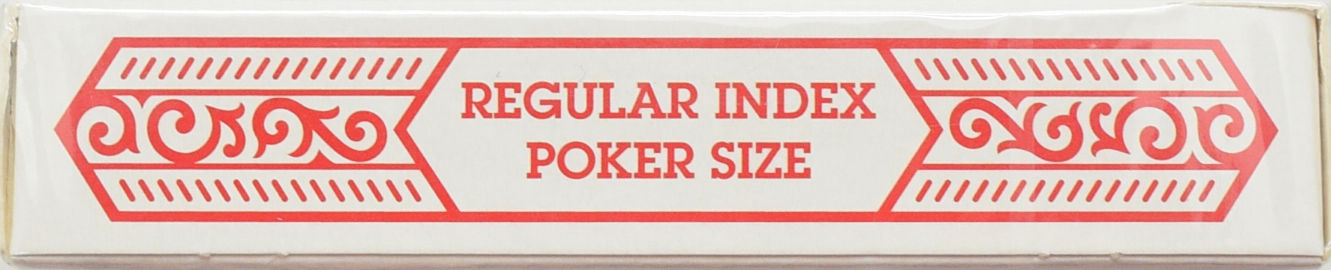 REGULAR INDEX
POKER SIZE